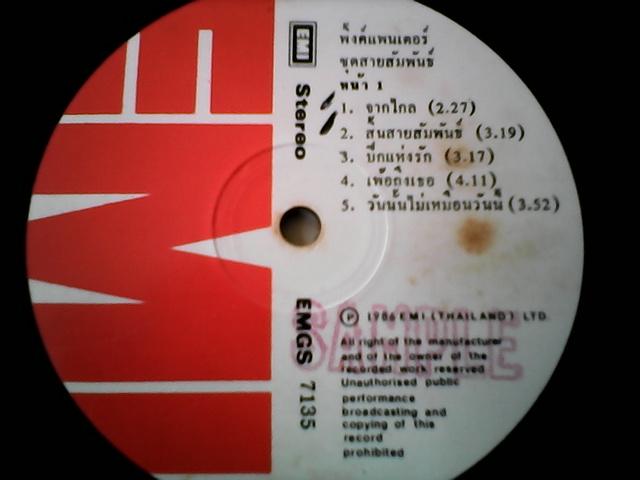 EMI
EMI
Stereo
EMGS 7135
พิงค์แพนเตอร์
ชุดสายสัมพันธ์
หน้า 1
1. จากไกล (2.27)
2. สิ้นสายสัมพันธ์ (3.19)
3. บึกแห่งรัก (3.17)
4. เพ้อถึงเธอ (4.11)
5. วันนั้นไม่เหมือนวันนี้ (3.52)
SAMPLE
Ⓟ 1986 EMI (THAILAND) LTD.
All right of the manufacturer
and of the owner of the
recorded work reserved
Unauthorised public
performance
broadcasting and
copying of this
record
prohibited